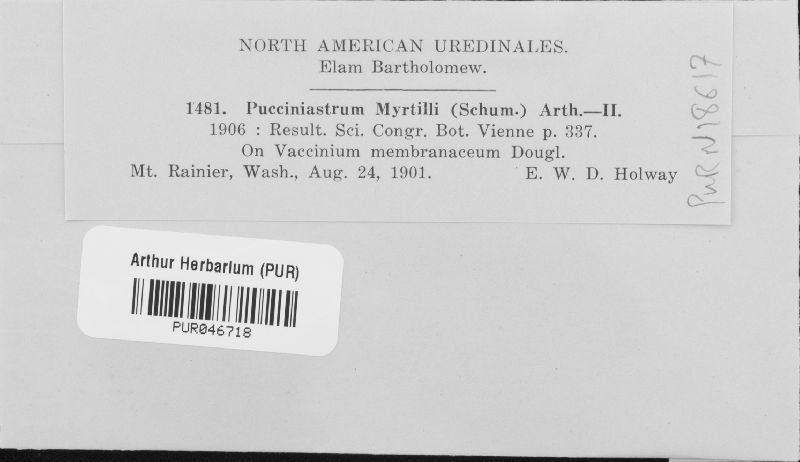 NORTH AMERICAN UREDINALES.
Elam Bartholomew.
1481. Pucciniastrum Myrtilli (Schum.) Arth.—II.
1906 : Result. Sci. Congr. Bot. Vienne p. 337.
On Vaccinium membranaceum Dougl.
Mt. Rainier, Wash., Aug. 24, 1901. E. W. D. Holway
PUR N18617
Arthur Herbarium (PUR)
PUR046718